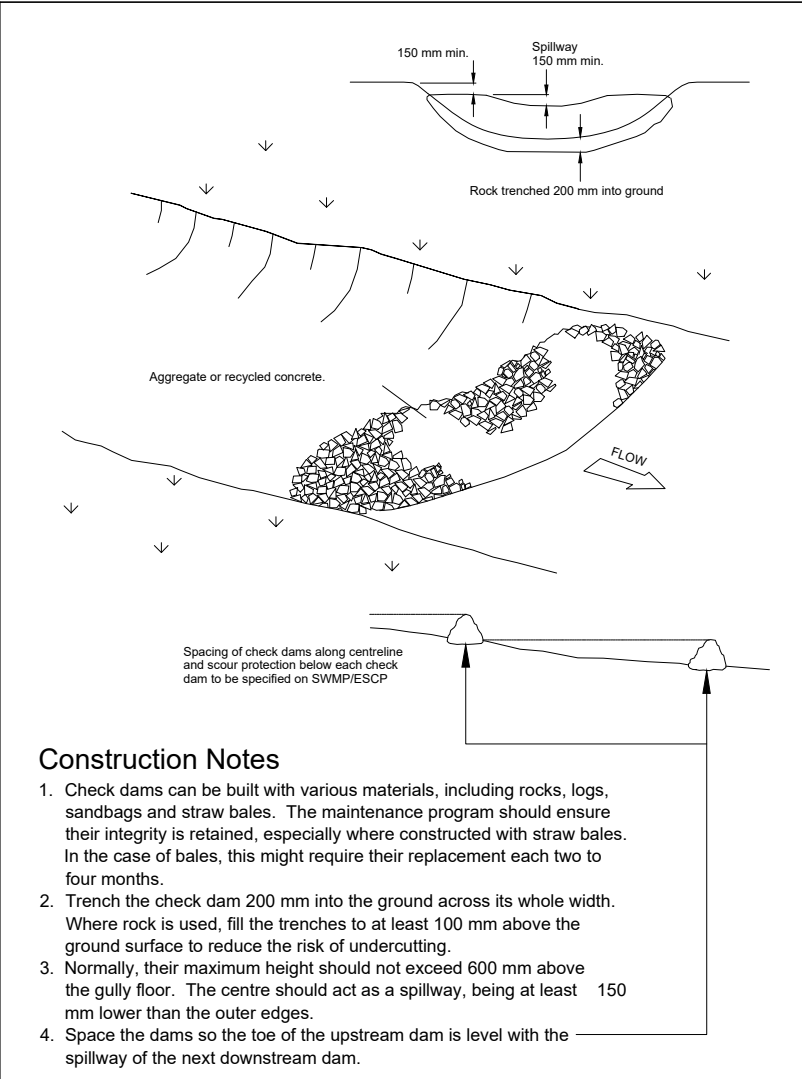 150 mm min.
Spillway
150 mm min.
Rock trenched 200 mm into ground
Aggregate or recycled concrete.
FLOW
Spacing of check dams along centreline
and scour protection below each check
dam to be specified on SWMP/ESCP
Construction Notes
1. Check dams can be built with various materials, including rocks, logs,
sandbags and straw bales. The maintenance program should ensure
their integrity is retained, especially where constructed with straw bales.
In the case of bales, this might require their replacement each two to
four months.
2. Trench the check dam 200 mm into the ground across its whole width.
Where rock is used, fill the trenches to at least 100 mm above the
ground surface to reduce the risk of undercutting.
3. Normally, their maximum height should not exceed 600 mm above
the gully floor. The centre should act as a spillway, being at least 150
mm lower than the outer edges.
4. Space the dams so the toe of the upstream dam is level with the
spillway of the next downstream dam.